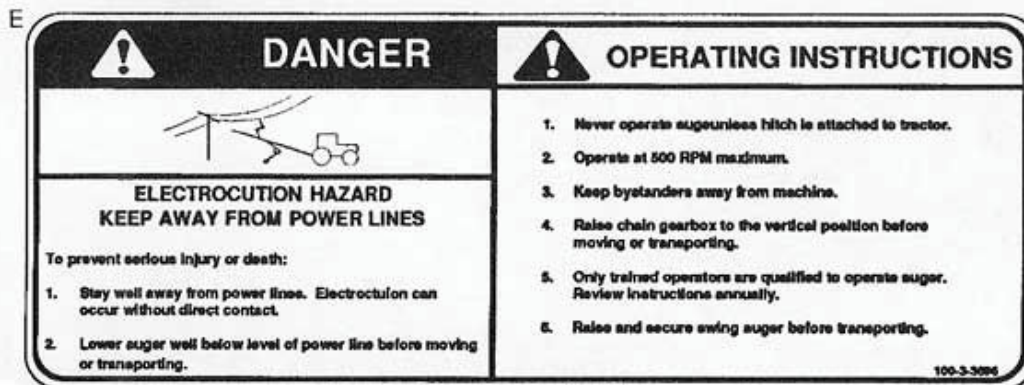 E
DANGER
ELECTROCUTION HAZARD
KEEP AWAY FROM POWER LINES
To prevent serious injury or death:
1. Stay well away from power lines. Electroctuion can
occur without direct contact.
2. Lower auger well below level of power line before moving
or transporting.
OPERATING INSTRUCTIONS
1. Never operate augeunless hitch is attached to tractor.
2. Operate at 500 RPM maximum.
3. Keep bystanders away from machine.
4. Raise chain gearbox to the vertical position before
moving or transporting.
5. Only trained operators are qualified to operate auger.
Review instructions annually.
6. Raise and secure swing auger before transporting.
100-3-3696